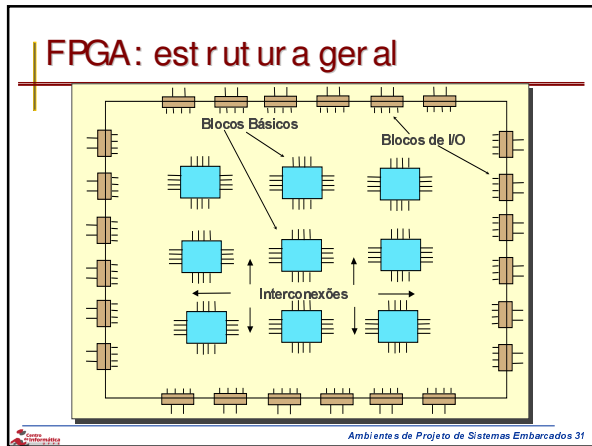 FPGA: estrutura geral
Blocos Básicos
Blocos de I/O
Interconexões
Centro de Informática
Ambientes de Projeto de Sistemas Embarcados 31